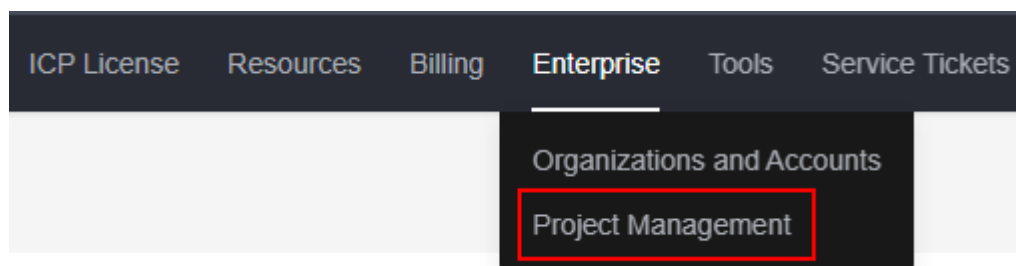 ICP License Resources Billing Enterprise Tools Service Tickets
Organizations and Accounts
Project Management